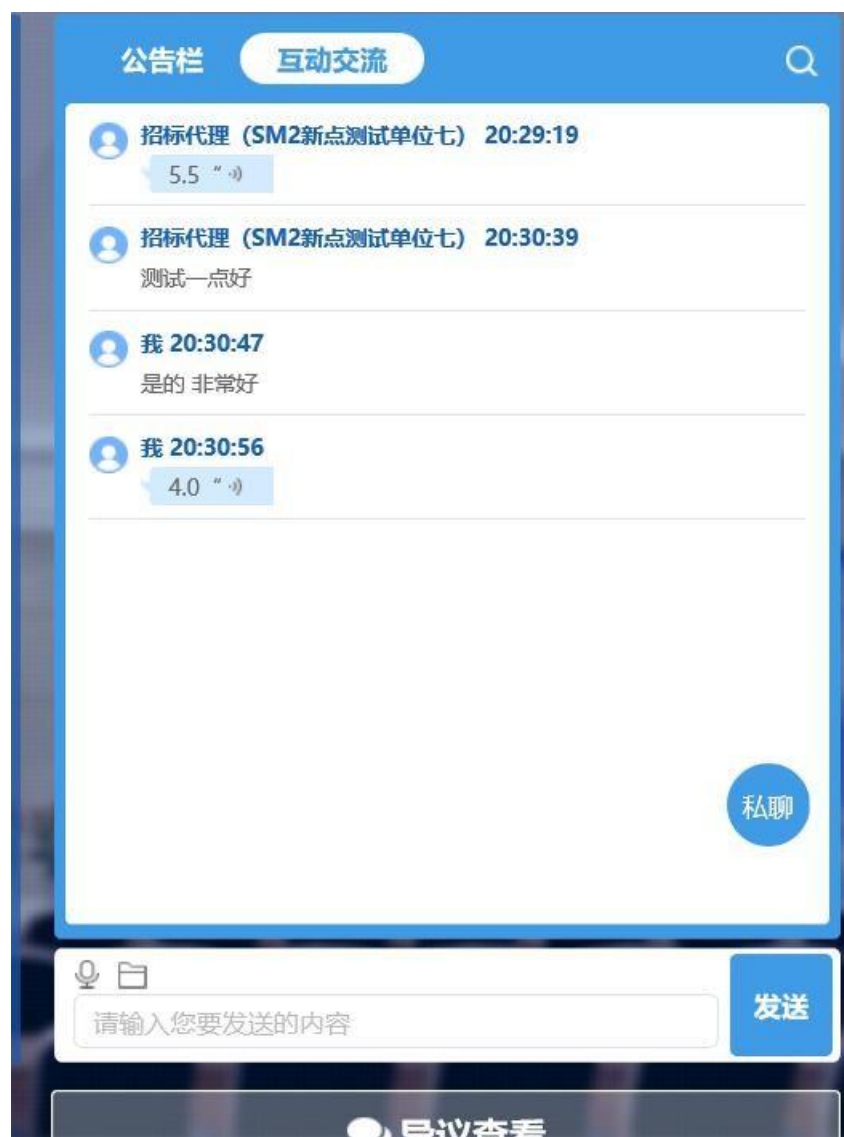 公告栏 互动交流
招标代理（SM2新点测试单位七） 20:29:19
5.5 "
招标代理（SM2新点测试单位七） 20:30:39
测试一点好
我 20:30:47
是的 非常好
我 20:30:56
4.0 "
私聊
请输入您要发送的内容
发送
异议查看